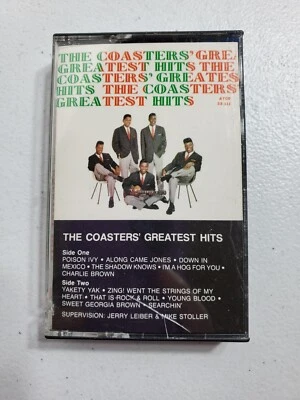 THE COASTERS' GREA
GREATEST HITS THE
COASTERS' GREATES
HITS THE COASTERS
GREATEST HITS
THE COASTERS' GREATEST HITS
Side One
POISON IVY • ALONG CAME JONES • DOWN IN
MEXICO • THE SHADOW KNOWS • I'M A HOG FOR YOU •
CHARLIE BROWN
Side Two
YAKETY YAK • ZING! WENT THE STRINGS OF MY
HEART • THAT IS ROCK & ROLL • YOUNG BLOOD •
SWEET GEORGIA BROWN • SEARCHIN'
SUPERVISION: JERRY LEIBER & MIKE STOLLER